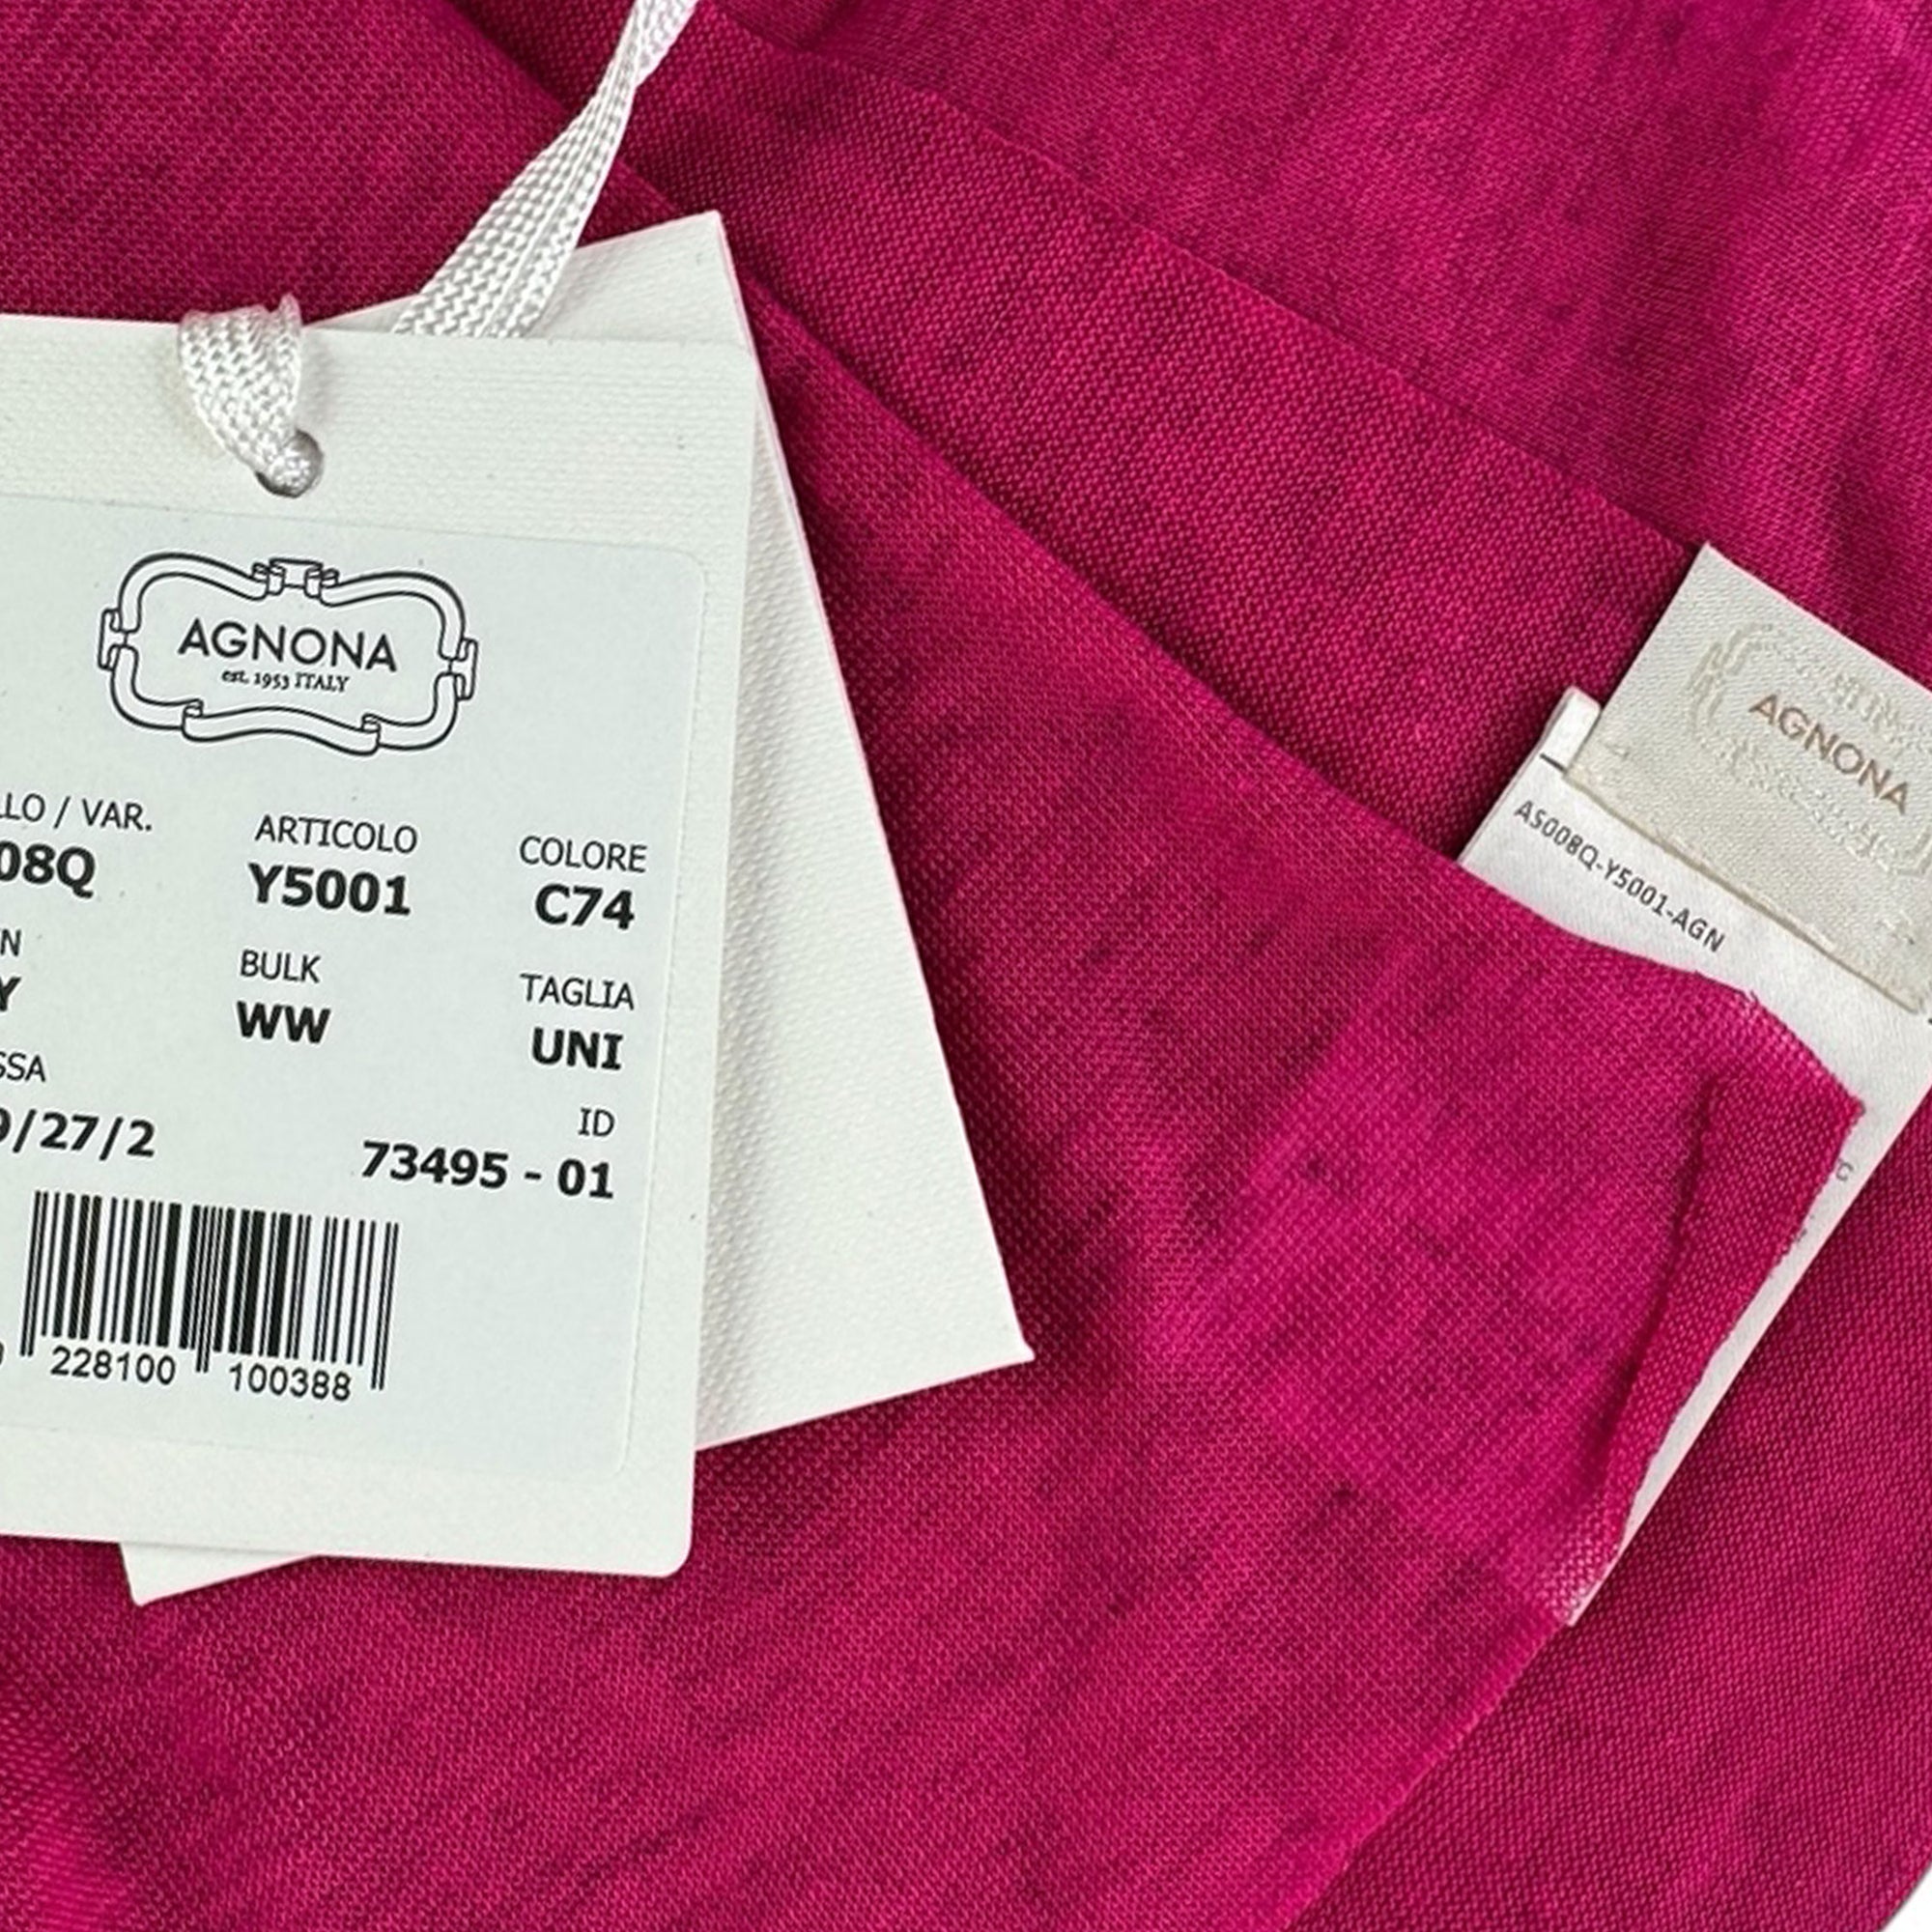 AGNONA
est. 1953 ITALY
LLO / VAR. ARTICOLO COLORE
08Q Y5001 C74
N BULK TAGLIA
Y WW UNI
SSA ID
9/27/2 73495 - 01
228100 100388
AGNONA
AS008Q-Y5001-AGN